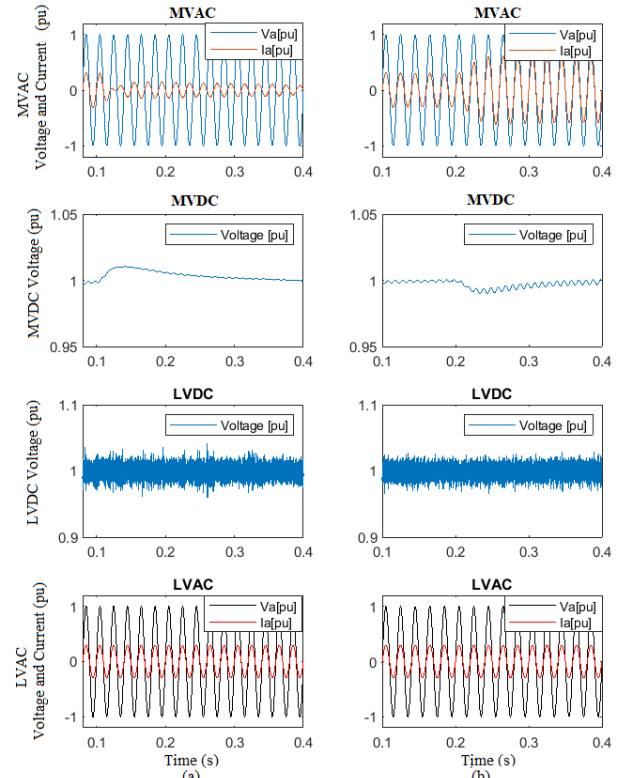 MVAC
MVAC
Voltage and Current (pu)
1
0
-1
Va[pu]
Ia[pu]
0.1
0.2
0.3
0.4
MVAC
1
0
-1
Va[pu]
Ia[pu]
0.1
0.2
0.3
0.4
MVDC
MVDC Voltage (pu)
1.05
1
0.95
Voltage [pu]
0.1
0.2
0.3
0.4
MVDC
1.05
1
0.95
Voltage [pu]
0.1
0.2
0.3
0.4
LVDC
LVDC Voltage (pu)
1.1
1
0.9
Voltage [pu]
0.1
0.2
0.3
0.4
LVDC
1.1
1
0.9
Voltage [pu]
0.1
0.2
0.3
0.4
LVAC
LVAC
Voltage and Current (pu)
1
0
-1
Va[pu]
Ia[pu]
0.1
0.2
0.3
0.4
Time (s)
(a)
LVAC
1
0
-1
Va[pu]
Ia[pu]
0.1
0.2
0.3
0.4
Time (s)
(b)